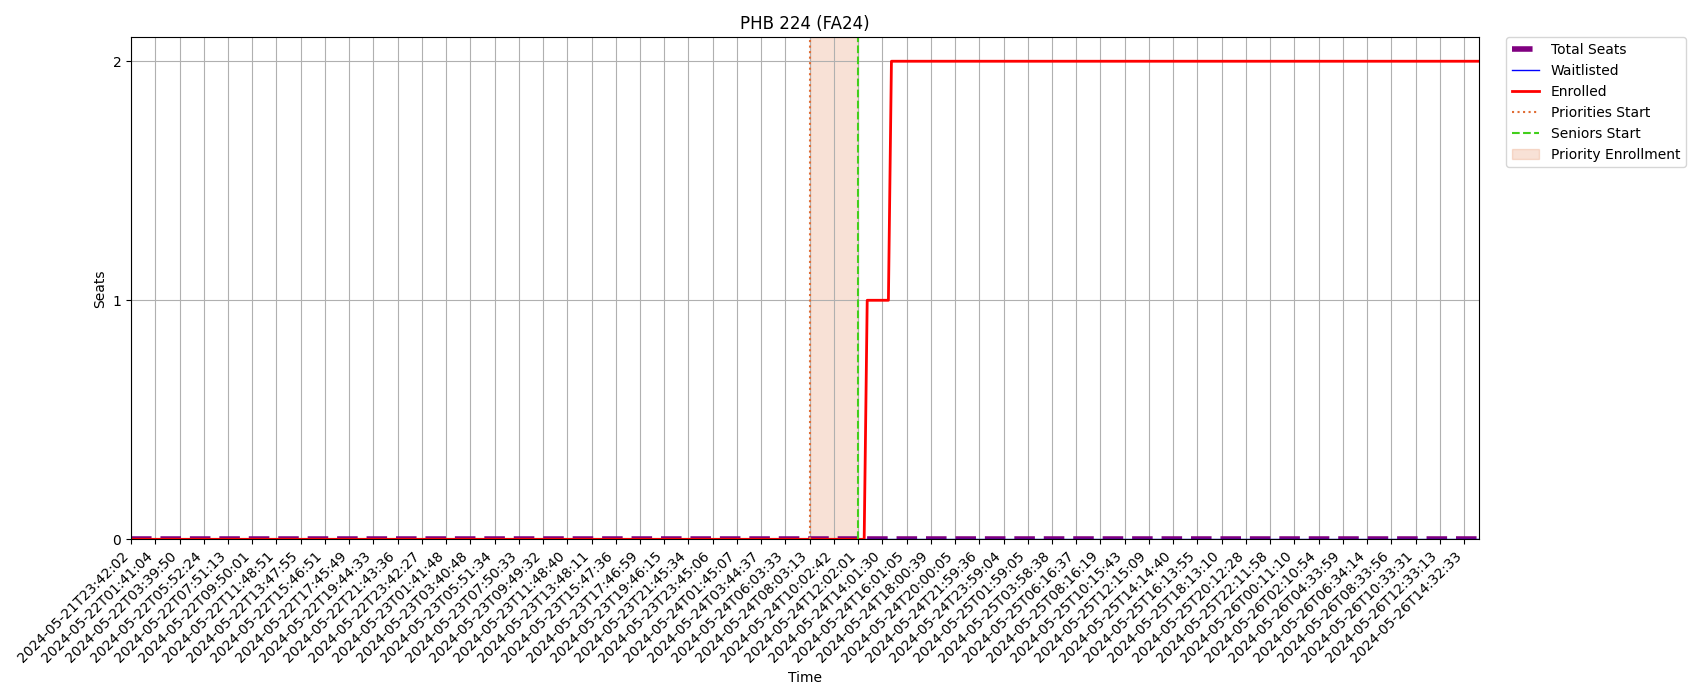 PHB 224 (FA24)
Total Seats
Waitlisted
Enrolled
Priorities Start
Seniors Start
Priority Enrollment
Seats
2
1
0
2024-05-21T23:42:02
2024-05-22T01:41:04
2024-05-22T03:39:50
2024-05-22T05:52:24
2024-05-22T07:51:13
2024-05-22T09:50:01
2024-05-22T11:48:51
2024-05-22T13:47:55
2024-05-22T15:46:51
2024-05-22T17:45:49
2024-05-22T19:44:33
2024-05-22T21:43:36
2024-05-22T23:42:27
2024-05-23T01:41:48
2024-05-23T03:40:48
2024-05-23T05:51:34
2024-05-23T07:50:33
2024-05-23T09:49:32
2024-05-23T11:48:40
2024-05-23T13:48:11
2024-05-23T15:47:36
2024-05-23T17:46:59
2024-05-23T19:46:15
2024-05-23T21:45:34
2024-05-23T23:45:06
2024-05-24T01:45:07
2024-05-24T03:44:37
2024-05-24T06:03:33
2024-05-24T08:03:13
2024-05-24T10:02:42
2024-05-24T12:02:01
2024-05-24T14:01:30
2024-05-24T16:01:05
2024-05-24T18:00:39
2024-05-24T20:00:05
2024-05-24T21:59:36
2024-05-24T23:59:04
2024-05-25T01:59:05
2024-05-25T03:58:38
2024-05-25T06:16:37
2024-05-25T08:16:19
2024-05-25T10:15:43
2024-05-25T12:15:09
2024-05-25T14:14:40
2024-05-25T16:13:55
2024-05-25T18:13:10
2024-05-25T20:12:28
2024-05-25T22:11:58
2024-05-26T00:11:10
2024-05-26T02:10:54
2024-05-26T04:33:59
2024-05-26T06:34:14
2024-05-26T08:33:56
2024-05-26T10:33:31
2024-05-26T12:33:13
2024-05-26T14:32:33
Time